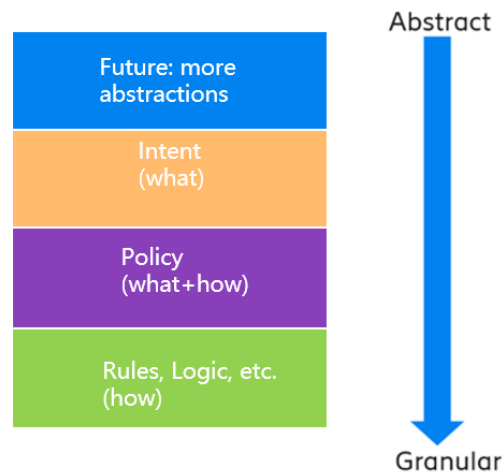 Abstract
Future: more
abstractions
Intent
(what)
Policy
(what+how)
Rules, Logic, etc.
(how)
Granular